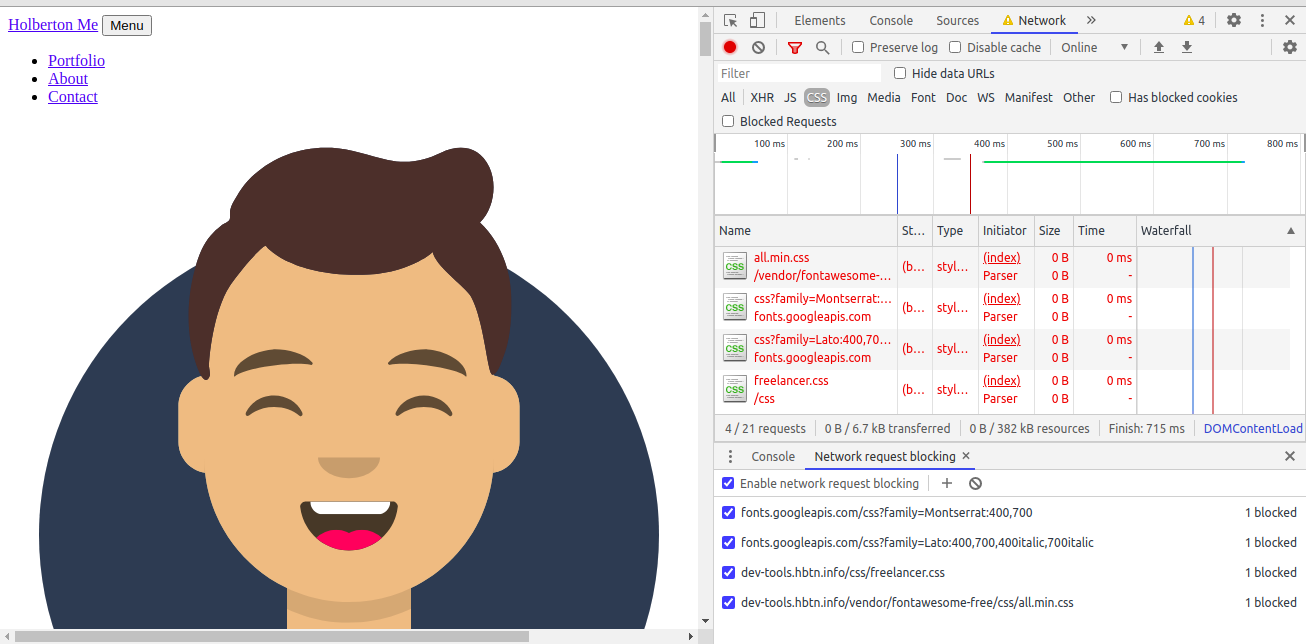 Holberton Me Menu
Portfolio
About
Contact
Elements Console Sources Network » 4
Preserve log Disable cache Online
Filter Hide data URLs
All XHR JS CSS Img Media Font Doc WS Manifest Other Has blocked cookies
Blocked Requests
100 ms 200 ms 300 ms 400 ms 500 ms 600 ms 700 ms 800 ms
Name St... Type Initiator Size Time Waterfall
CSS all.min.css (b... styl... (index) 0 B 0 ms
/vendor/fontawesome-... Parser 0 B -
CSS css?family=Montserrat:... (b... styl... (index) 0 B 0 ms
fonts.googleapis.com Parser 0 B -
CSS css?family=Lato:400,70... (b... styl... (index) 0 B 0 ms
fonts.googleapis.com Parser 0 B -
CSS freelancer.css (b... styl... (index) 0 B 0 ms
/css Parser 0 B -
4 / 21 requests 0 B / 6.7 kB transferred 0 B / 382 kB resources Finish: 715 ms DOMContentLoad
Console Network request blocking ×
Enable network request blocking
fonts.googleapis.com/css?family=Montserrat:400,700 1 blocked
fonts.googleapis.com/css?family=Lato:400,700,400italic,700italic 1 blocked
dev-tools.hbtn.info/css/freelancer.css 1 blocked
dev-tools.hbtn.info/vendor/fontawesome-free/css/all.min.css 1 blocked